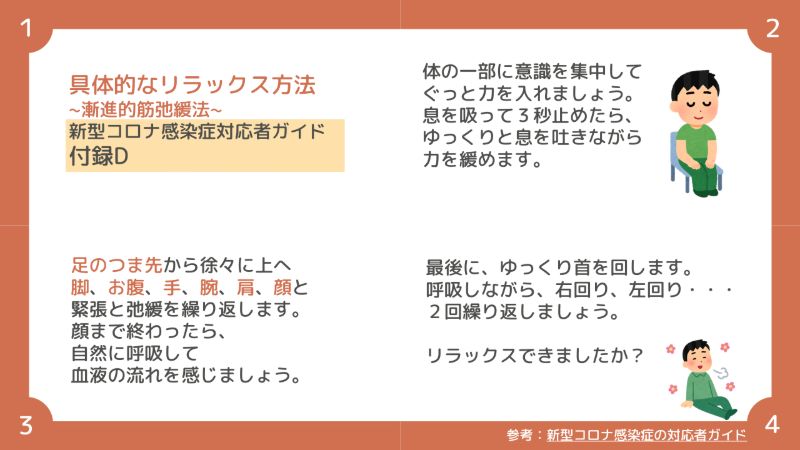 1
具体的なリラックス方法
~漸進的筋弛緩法~
新型コロナ感染症対応者ガイド
付録D
2
体の一部に意識を集中して
ぐっと力を入れましょう。
息を吸って３秒止めたら、
ゆっくりと息を吐きながら
力を緩めます。
3
足のつま先から徐々に上へ
脚、お腹、手、腕、肩、顔と
緊張と弛緩を繰り返します。
顔まで終わったら、
自然に呼吸して
血液の流れを感じましょう。
4
最後に、ゆっくり首を回します。
呼吸しながら、右回り、左回り・・・
２回繰り返しましょう。
リラックスできましたか？
参考：新型コロナ感染症の対応者ガイド